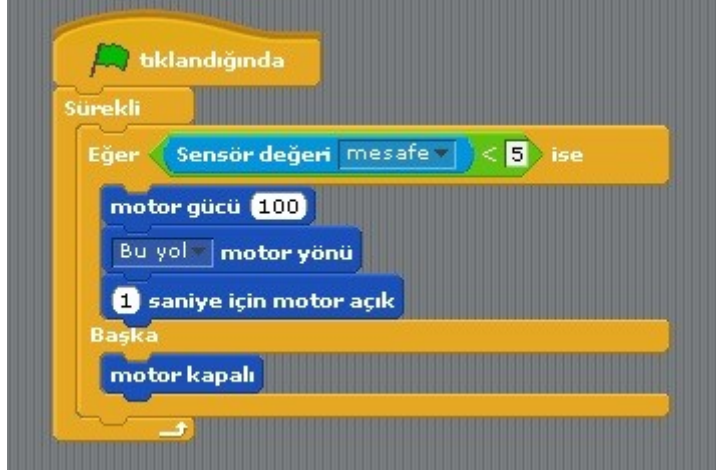 tıklandığında
Sürekli
Eğer Sensör değeri mesafe < 5 ise
motor gücü 100
Bu yol motor yönü
1 saniye için motor açık
Başka
motor kapalı